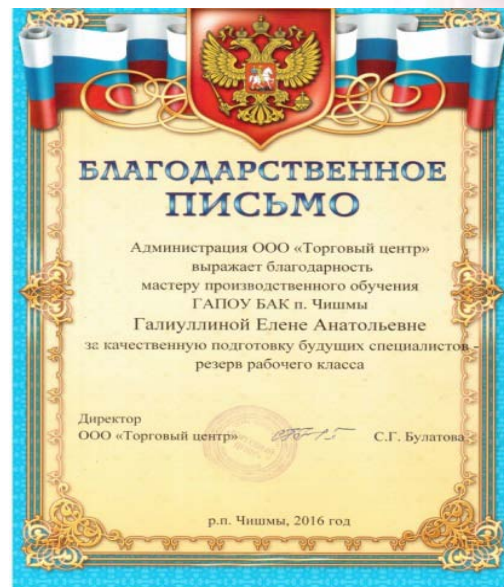 БЛАГОДАРСТВЕННОЕ
ПИСЬМО
Администрация ООО «Торговый центр»
выражает благодарность
мастеру производственного обучения
ГАПОУ БАК п. Чишмы
Галиуллиной Елене Анатольевне
за качественную подготовку будущих специалистов -
резерв рабочего класса
Директор
ООО «Торговый центр» С.Г. Булатова
р.п. Чишмы, 2016 год